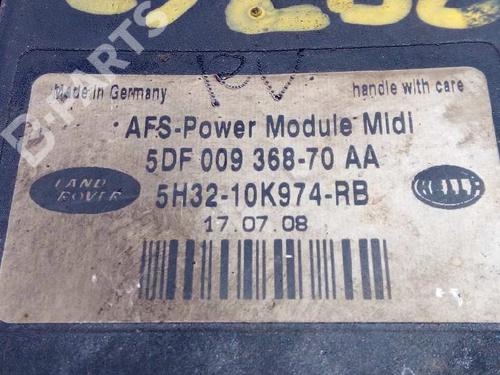 Made in Germany
handle with care
RV
AFS-Power Module Midi
5DF 009 368-70 AA
LAND
ROVER
5H32-10K974-RB
HELLA
17.07.08
B-PARTS